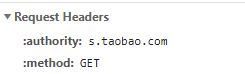 Request Headers
:authority: s.taobao.com
:method: GET